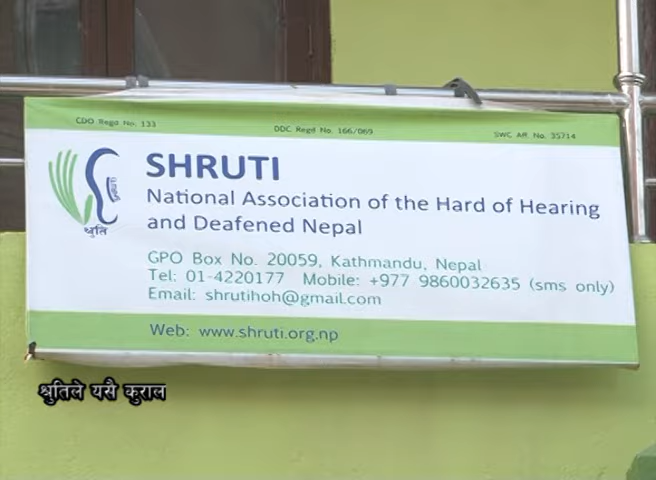 CDO Regd No. 133
DDC Regd No. 166/069
SWC Aff. No. 35714
श्रुति
SHRUTI
National Association of the Hard of Hearing
and Deafened Nepal
GPO Box No. 20059, Kathmandu, Nepal
Tel: 01-4220177 Mobile: +977 9860032635 (sms only)
Email: shrutihoh@gmail.com
Web: www.shruti.org.np
श्रुतिले यसै कुराल